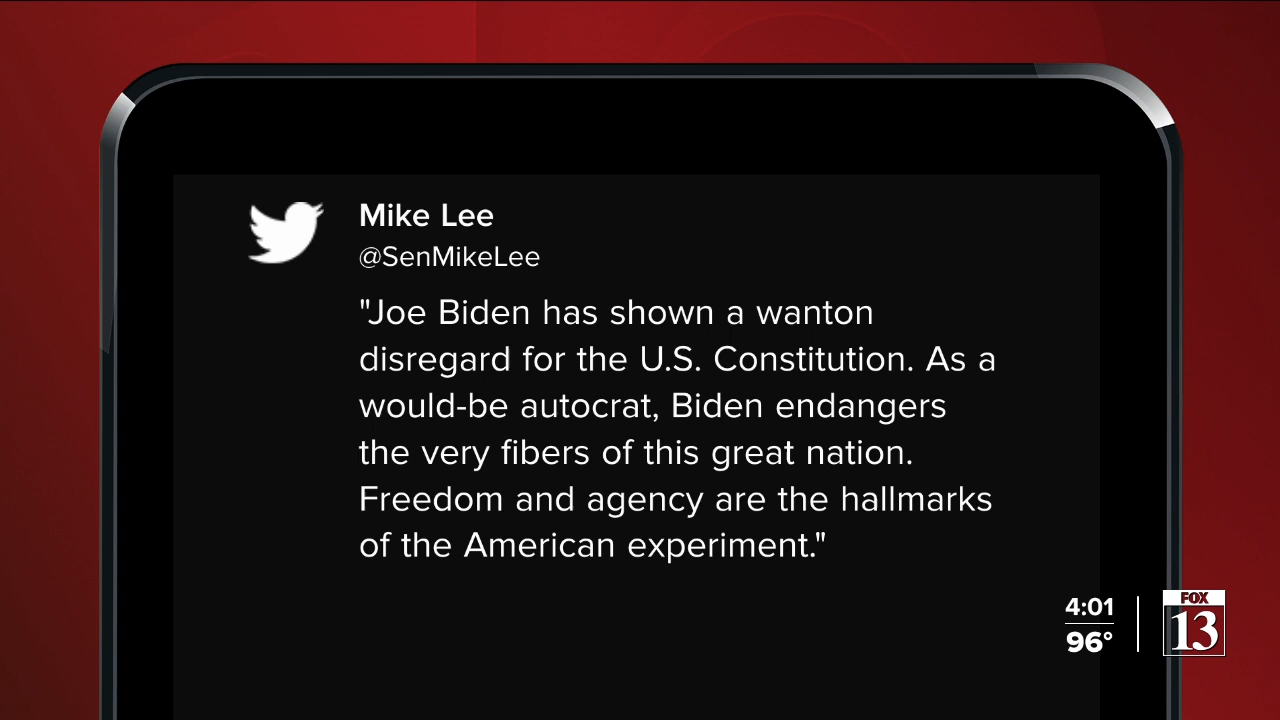 Mike Lee
@SenMikeLee
"Joe Biden has shown a wanton
disregard for the U.S. Constitution. As a
would-be autocrat, Biden endangers
the very fibers of this great nation.
Freedom and agency are the hallmarks
of the American experiment."
4:01
96°
FOX
13